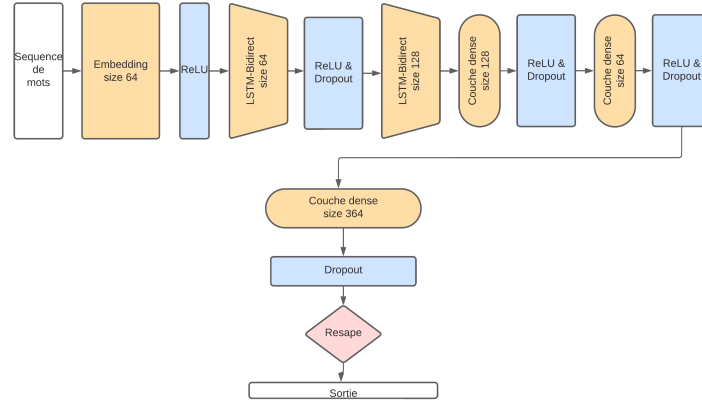 Sequence
de
mots
Embedding
size 64
ReLU
LSTM-Bidirect
size 64
ReLU &
Dropout
LSTM-Bidirect
size 128
Couche dense
size 128
ReLU &
Dropout
Couche dense
size 64
ReLU &
Dropout
Couche dense
size 364
Dropout
Resape
Sortie